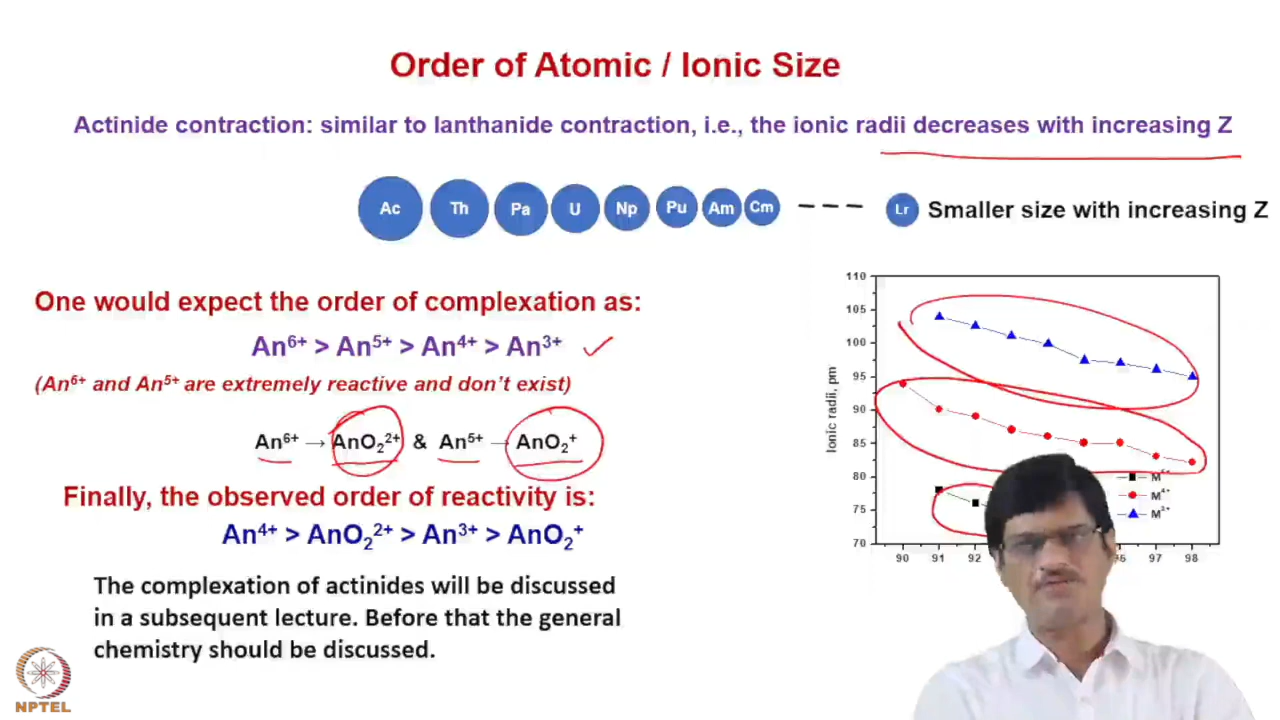 Order of Atomic / Ionic Size
Actinide contraction: similar to lanthanide contraction, i.e., the ionic radii decreases with increasing Z
Ac Th Pa U Np Pu Am Cm Lr Smaller size with increasing Z
One would expect the order of complexation as:
An⁶⁺ > An⁵⁺ > An⁴⁺ > An³⁺
(An⁶⁺ and An⁵⁺ are extremely reactive and don't exist)
An⁶⁺ → AnO₂²⁺ & An⁵⁺ → AnO₂⁺
Finally, the observed order of reactivity is:
An⁴⁺ > AnO₂²⁺ > An³⁺ > AnO₂⁺
The complexation of actinides will be discussed
in a subsequent lecture. Before that the general
chemistry should be discussed.
110
105
100
95
90
85
80
75
70
Ionic radii, pm
M⁴⁺
M³⁺
90 91 92 97 98
NPTEL